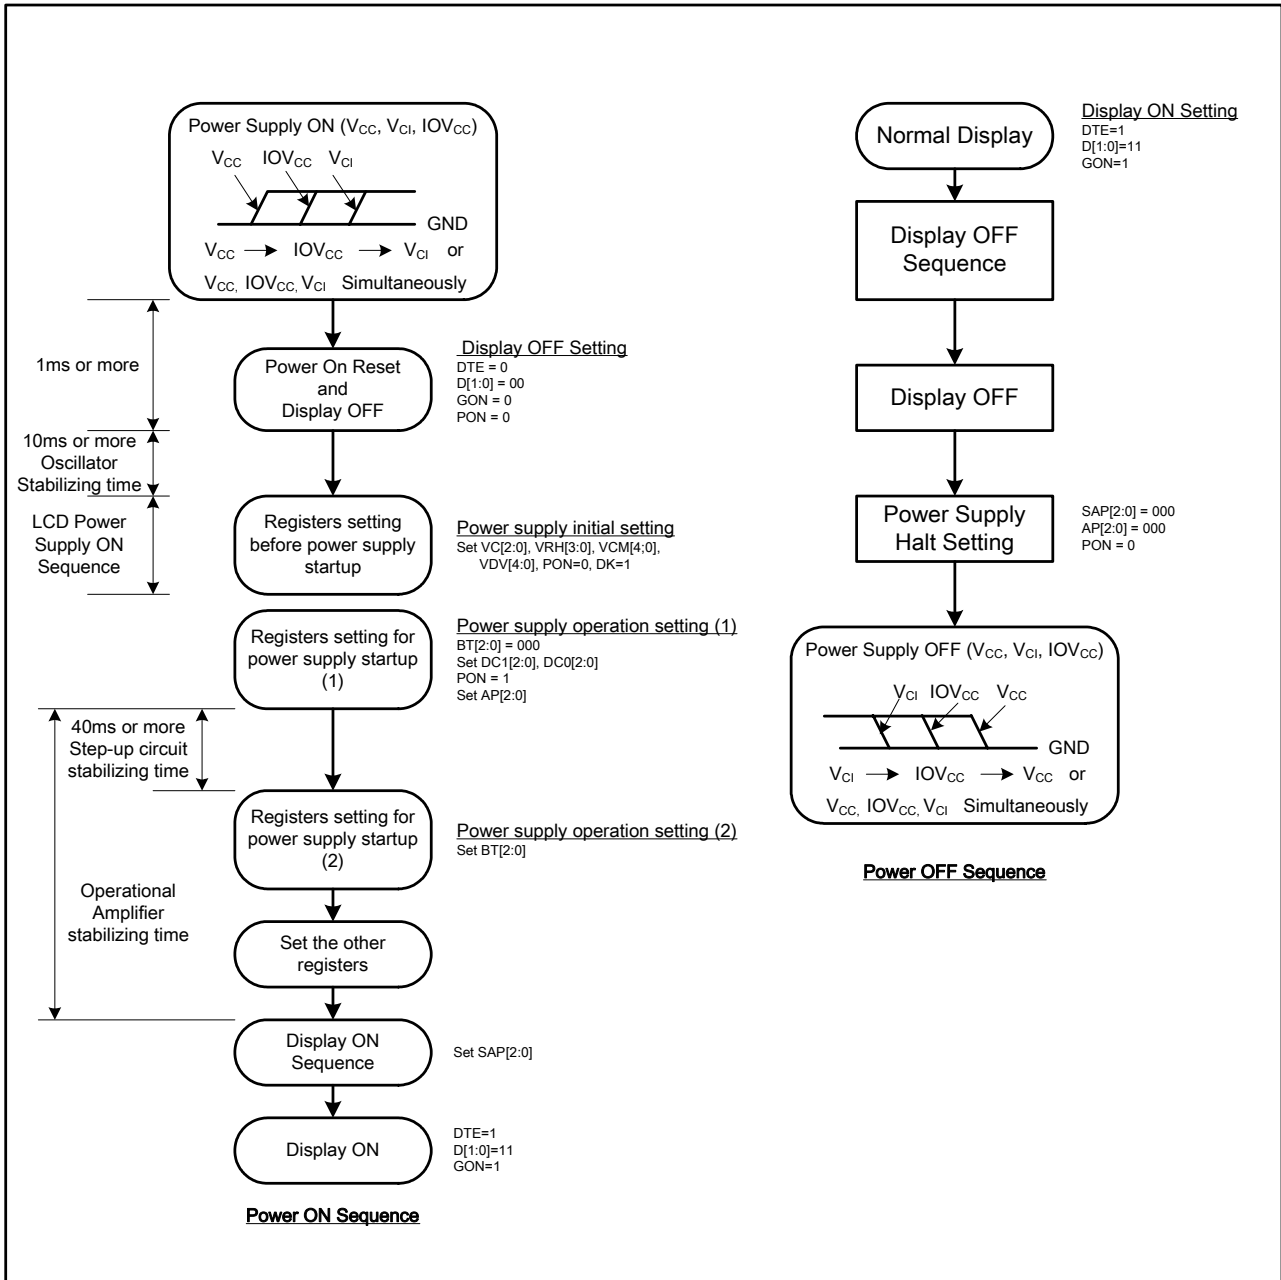 Power Supply ON (VCC, VCI, IOVCC)
VCC IOVCC VCI
GND
VCC IOVCC VCI or
VCC, IOVCC, VCI Simultaneously
1ms or more
Power On Reset
and
Display OFF
Display OFF Setting
DTE = 0
D[1:0] = 00
GON = 0
PON = 0
10ms or more
Oscillator
Stabilizing time
LCD Power
Supply ON
Sequence
Registers setting
before power supply
startup
Power supply initial setting
Set VC[2:0], VRH[3:0], VCM[4;0],
VDV[4:0], PON=0, DK=1
Registers setting for
power supply startup
(1)
Power supply operation setting (1)
BT[2:0] = 000
Set DC1[2:0], DC0[2:0]
PON = 1
Set AP[2:0]
40ms or more
Step-up circuit
stabilizing time
Registers setting for
power supply startup
(2)
Power supply operation setting (2)
Set BT[2:0]
Operational
Amplifier
stabilizing time
Set the other
registers
Display ON
Sequence
Set SAP[2:0]
Display ON
DTE=1
D[1:0]=11
GON=1
Power ON Sequence
Normal Display
Display ON Setting
DTE=1
D[1:0]=11
GON=1
Display OFF
Sequence
Display OFF
Power Supply
Halt Setting
SAP[2:0] = 000
AP[2:0] = 000
PON = 0
Power Supply OFF (VCC, VCI, IOVCC)
VCI IOVCC VCC
GND
VCI IOVCC VCC or
VCC, IOVCC, VCI Simultaneously
Power OFF Sequence